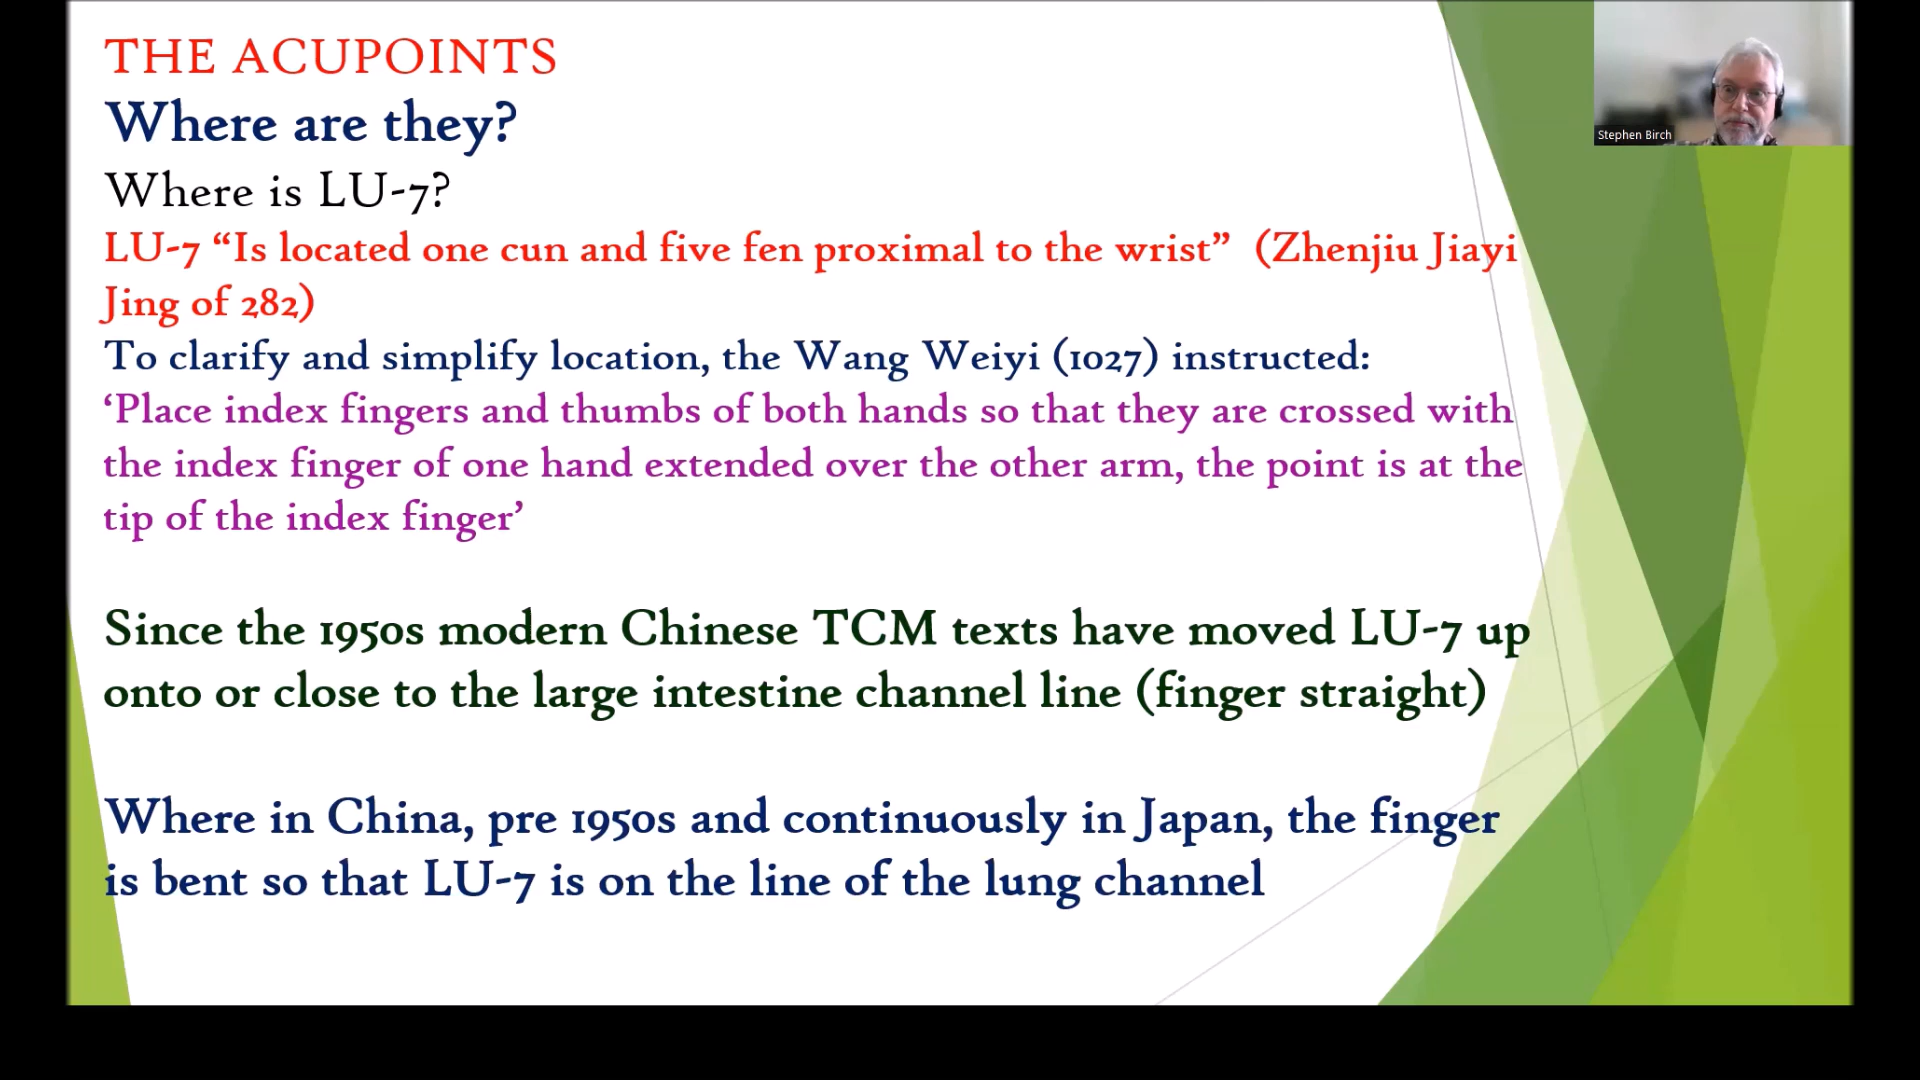 THE ACUPOINTS
Where are they?
Where is LU-7?
LU-7 “Is located one cun and five fen proximal to the wrist” (Zhenjiu Jiayi
Jing of 282)
To clarify and simplify location, the Wang Weiyi (1027) instructed:
‘Place index fingers and thumbs of both hands so that they are crossed with
the index finger of one hand extended over the other arm, the point is at the
tip of the index finger’
Since the 1950s modern Chinese TCM texts have moved LU-7 up
onto or close to the large intestine channel line (finger straight)
Where in China, pre 1950s and continuously in Japan, the finger
is bent so that LU-7 is on the line of the lung channel
Stephen Birch